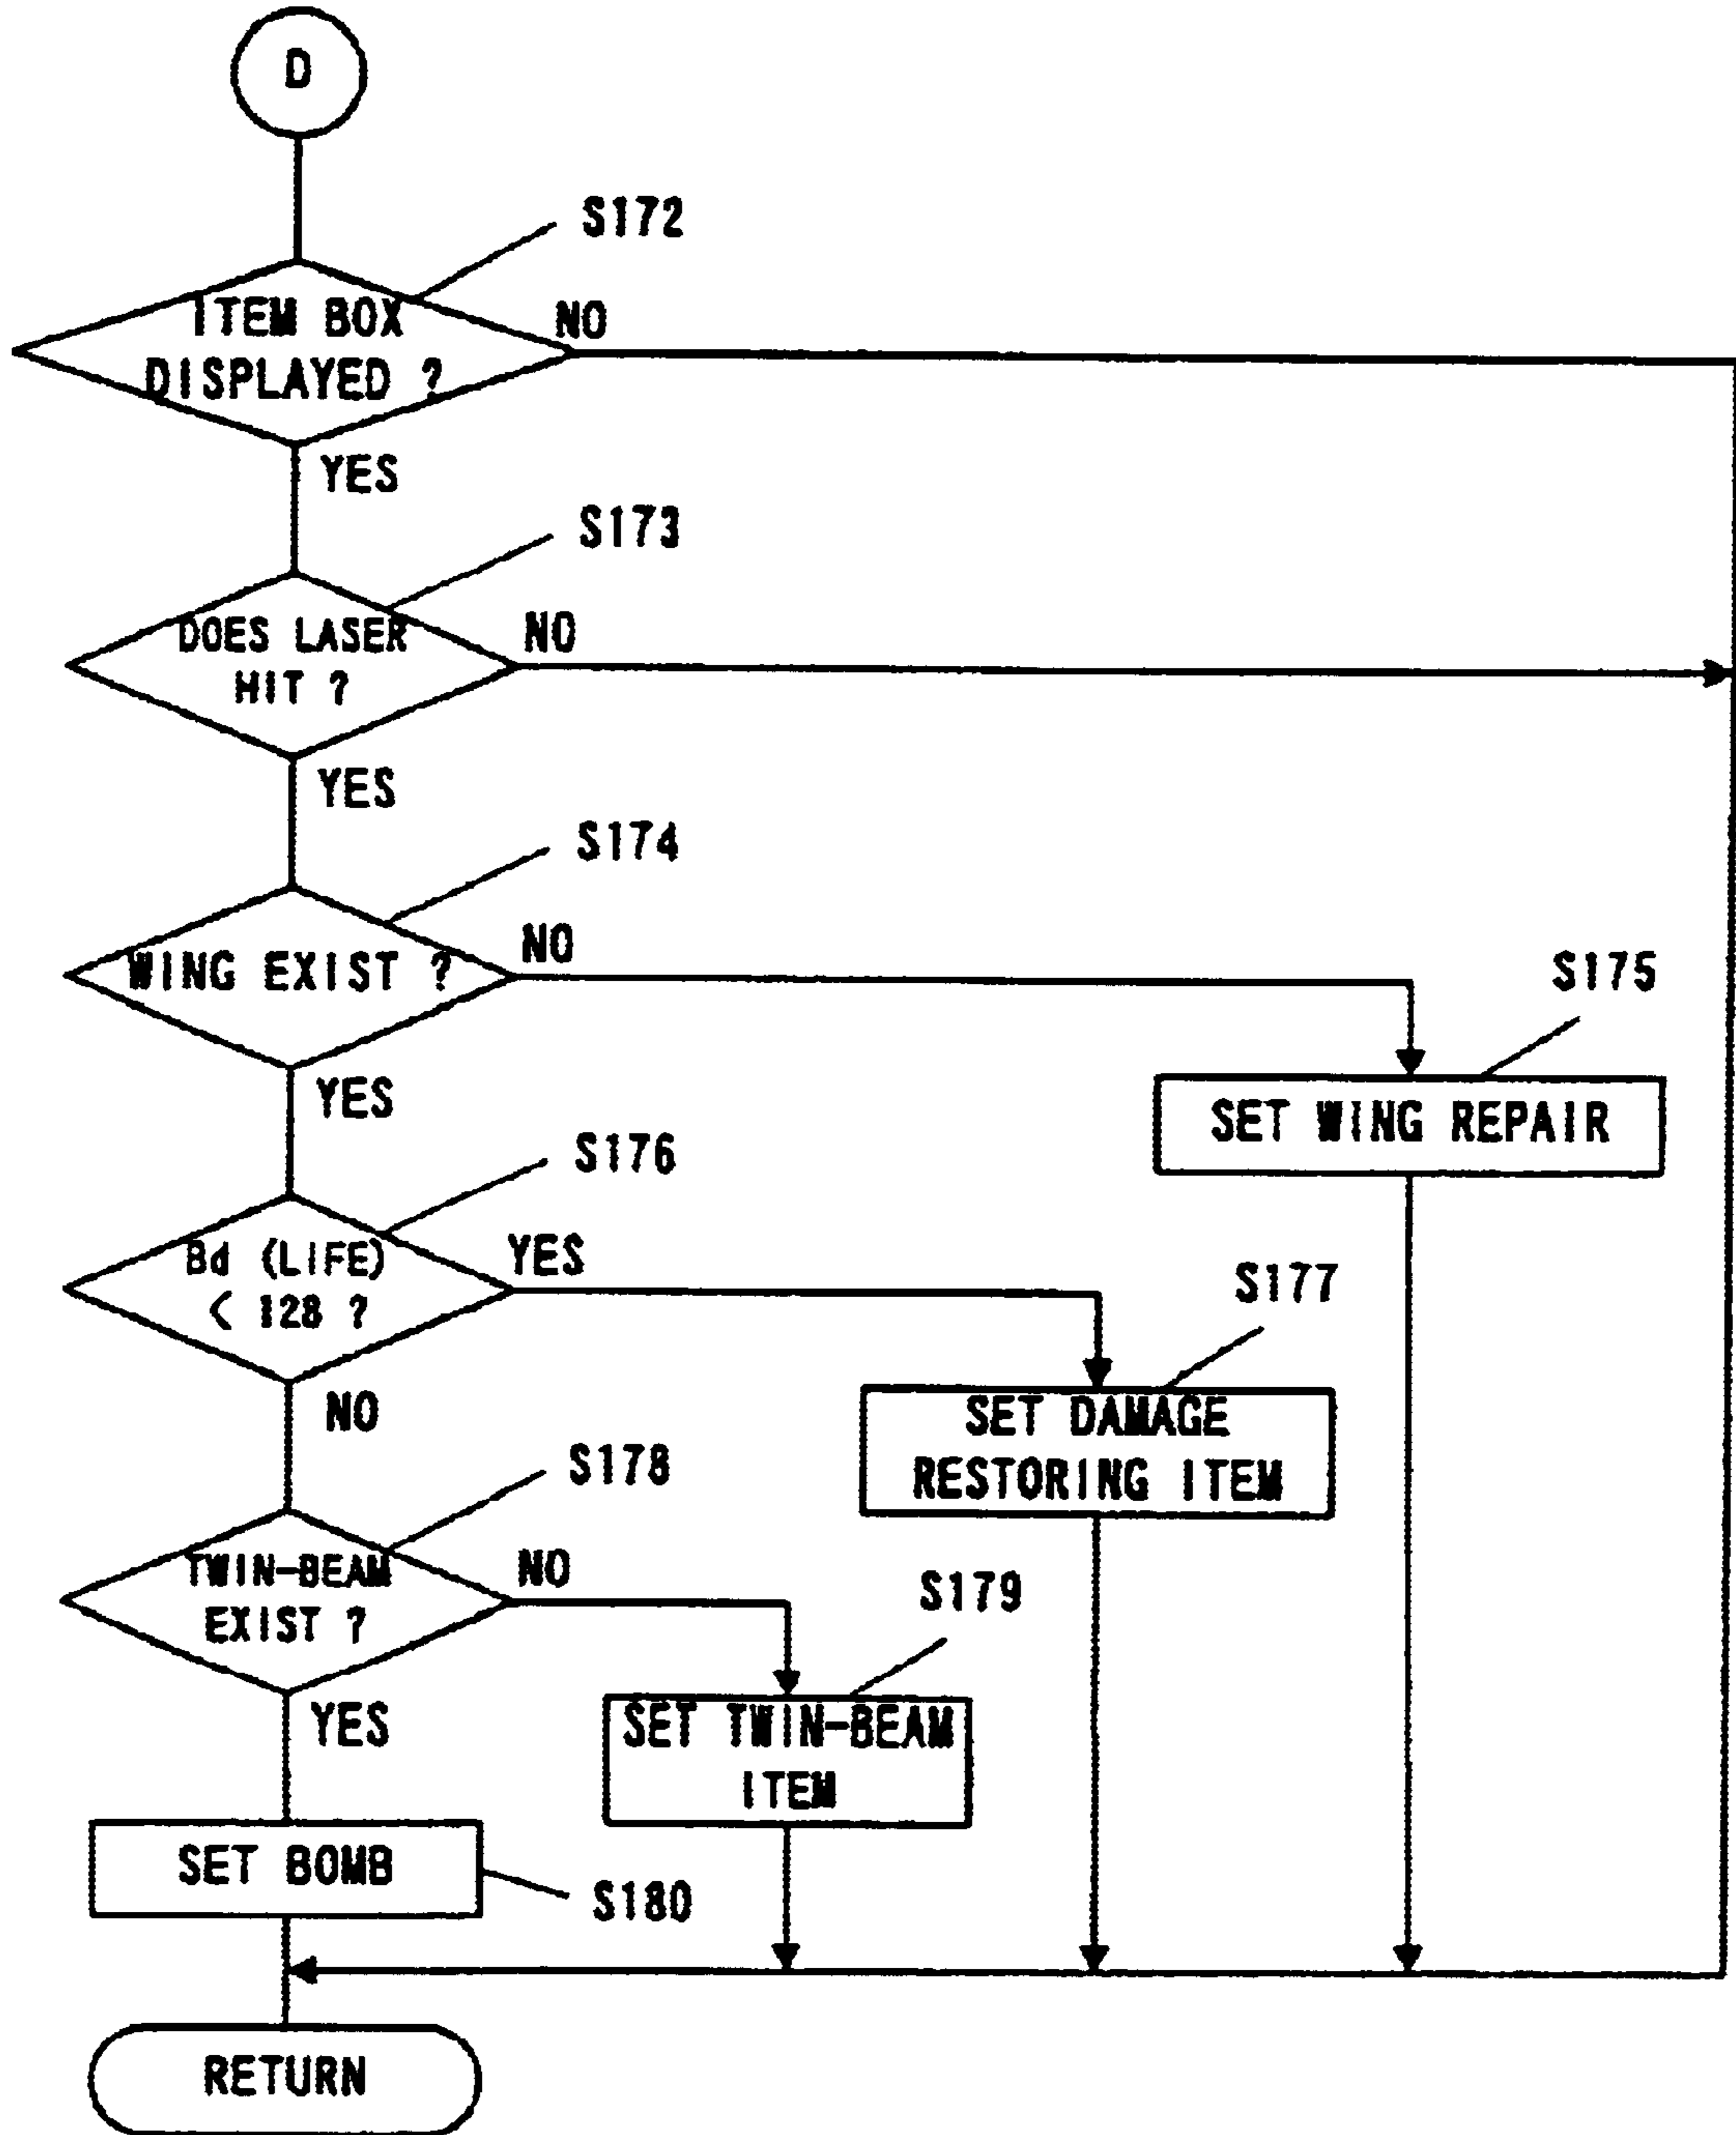 D
S172
ITEM BOX
DISPLAYED ?
NO
YES
S173
DOES LASER
HIT ?
NO
YES
S174
WING EXIST ?
NO
S175
SET WING REPAIR
YES
S176
Bd (LIFE)
< 128 ?
YES
S177
SET DAMAGE
RESTORING ITEM
NO
S178
TWIN-BEAM
EXIST ?
NO
S179
SET TWIN-BEAM
ITEM
YES
SET BOMB
S180
RETURN